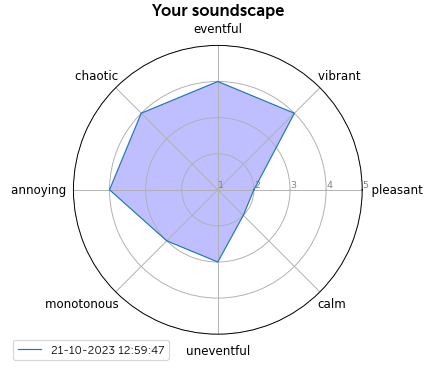 Your soundscape
eventful
chaotic
vibrant
annoying
1 2 3 4 5
pleasant
monotonous
calm
uneventful
21-10-2023 12:59:47